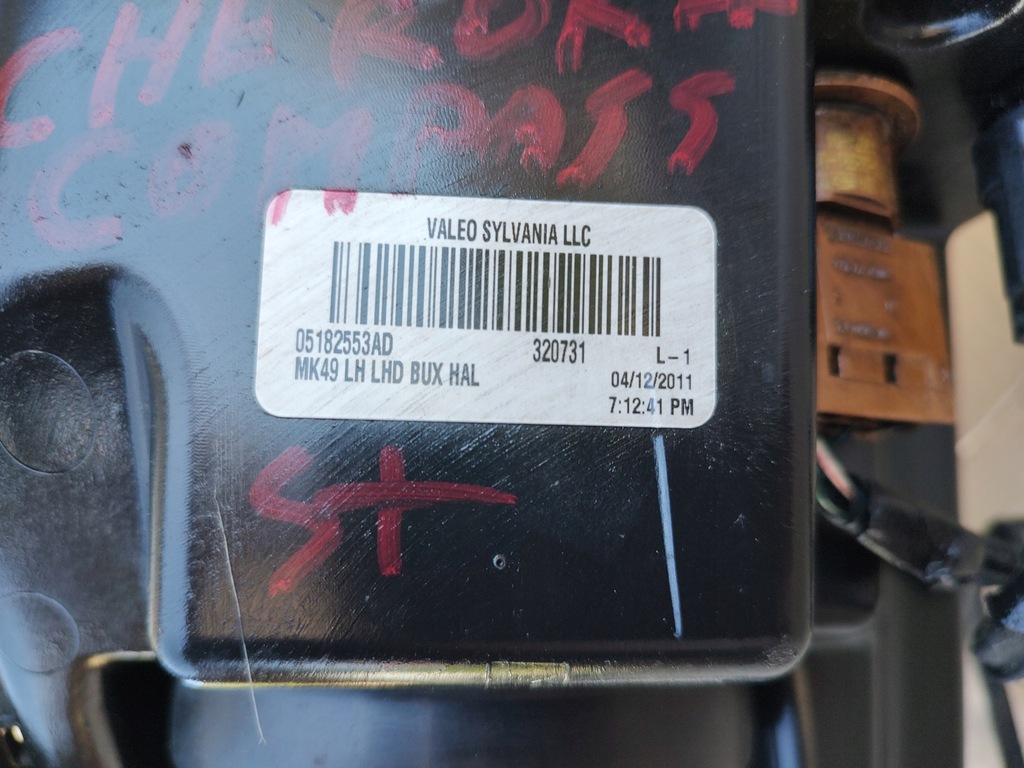 CHEROKE
COMPASS
VALEO SYLVANIA LLC
05182553AD 320731 L-1
MK49 LH LHD BUX HAL 04/12/2011
7:12:41 PM
St